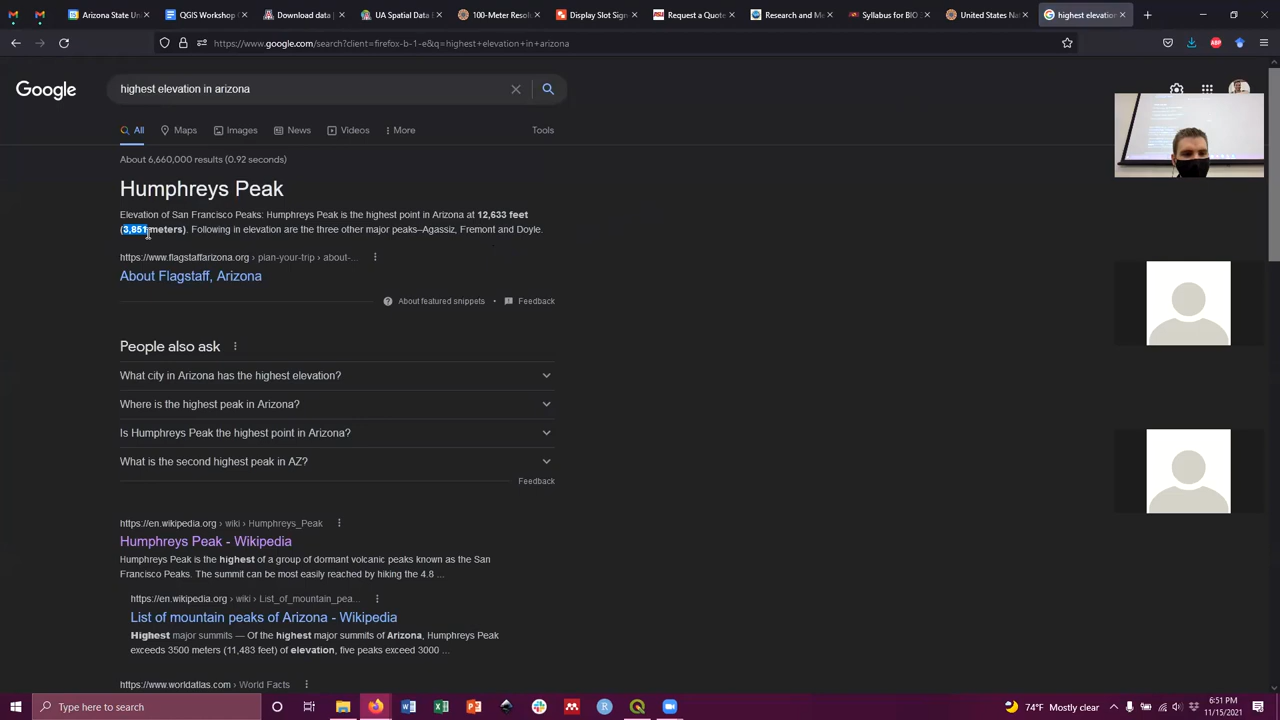 Arizona State Uni
QGIS Workshop
Download data |
UA Spatial Data
100-Meter Resol
Display Slot Sign
Request a Quote
Research and Me
Syllabus for BIO
United States Na
highest elevation
https://www.google.com/search?client=firefox-b-1-e&q=highest+elevation+in+arizona
ABP
Google
highest elevation in arizona
All
Maps
Images
News
Videos
More
Tools
About 6,660,000 results (0.92 seconds)
Humphreys Peak
Elevation of San Francisco Peaks: Humphreys Peak is the highest point in Arizona at 12,633 feet
(3,851 meters). Following in elevation are the three other major peaks–Agassiz, Fremont and Doyle.
https://www.flagstaffarizona.org › plan-your-trip › about-...
About Flagstaff, Arizona
About featured snippets • Feedback
People also ask
What city in Arizona has the highest elevation?
Where is the highest peak in Arizona?
Is Humphreys Peak the highest point in Arizona?
What is the second highest peak in AZ?
Feedback
https://en.wikipedia.org › wiki › Humphreys_Peak
Humphreys Peak - Wikipedia
Humphreys Peak is the highest of a group of dormant volcanic peaks known as the San
Francisco Peaks. The summit can be most easily reached by hiking the 4.8 ...
https://en.wikipedia.org › wiki › List_of_mountain_pea...
List of mountain peaks of Arizona - Wikipedia
Highest major summits — Of the highest major summits of Arizona, Humphreys Peak
exceeds 3500 meters (11,483 feet) of elevation, five peaks exceed 3000 ...
https://www.worldatlas.com › World Facts
Type here to search
74°F Mostly clear
6:51 PM
11/15/2021